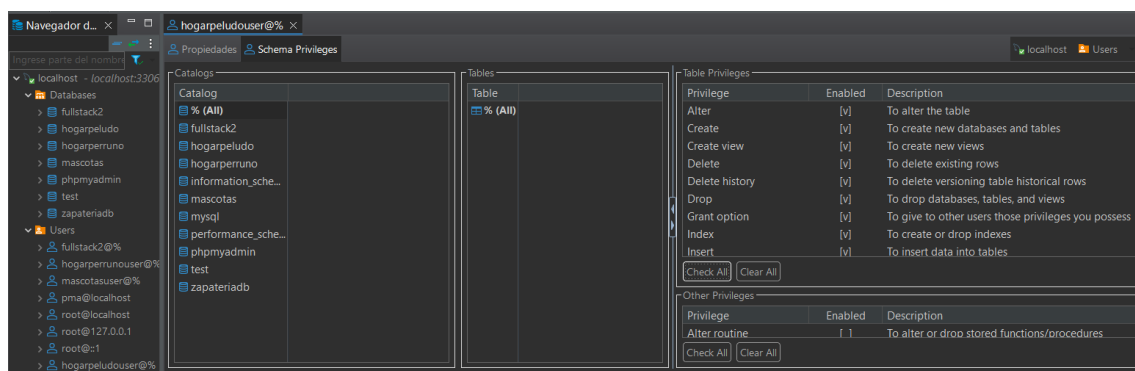 Navegador d...
Ingrese parte del nombre
localhost - localhost:3306
Databases
fullstack2
hogarpeludo
hogarperruno
mascotas
phpmyadmin
test
zapateriadb
Users
fullstack2@%
hogarperrunouser@%
mascotasuser@%
pma@localhost
root@localhost
root@127.0.0.1
root@::1
hogarpeludouser@%
hogarpeludouser@%
Propiedades Schema Privileges
localhost Users
Catalogs
Catalog
% (All)
fullstack2
hogarpeludo
hogarperruno
information_sche...
mascotas
mysql
performance_sche...
phpmyadmin
test
zapateriadb
Tables
Table
% (All)
Table Privileges
Privilege Enabled Description
Alter [v] To alter the table
Create [v] To create new databases and tables
Create view [v] To create new views
Delete [v] To delete existing rows
Delete history [v] To delete versioning table historical rows
Drop [v] To drop databases, tables, and views
Grant option [v] To give to other users those privileges you possess
Index [v] To create or drop indexes
Insert [v] To insert data into tables
Check All Clear All
Other Privileges
Privilege Enabled Description
Alter routine [ ] To alter or drop stored functions/procedures
Check All Clear All